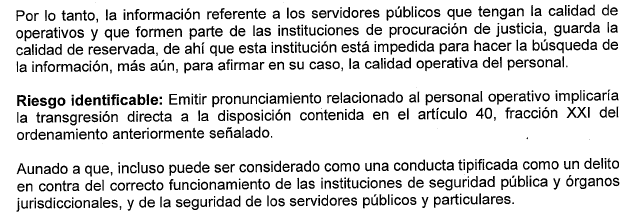 Por lo tanto, la información referente a los servidores públicos que tengan la calidad de
operativos y que formen parte de las instituciones de procuración de justicia, guarda la
calidad de reservada, de ahí que esta institución está impedida para hacer la búsqueda de
la información, más aún, para afirmar en su caso, la calidad operativa del personal.
Riesgo identificable: Emitir pronunciamiento relacionado al personal operativo implicaría
la transgresión directa a la disposición contenida en el artículo 40, fracción XXI del
ordenamiento anteriormente señalado.
Aunado a que, incluso puede ser considerado como una conducta tipificada como un delito
en contra del correcto funcionamiento de las instituciones de seguridad pública y órganos
jurisdiccionales, y de la seguridad de los servidores públicos y particulares.